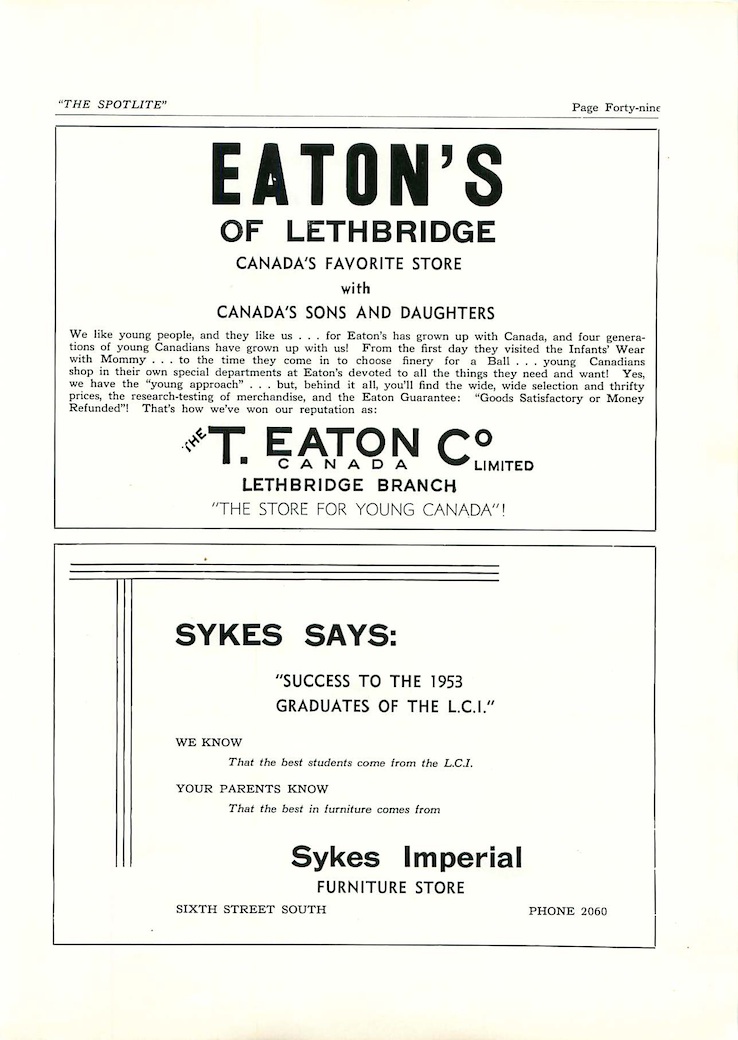 "THE SPOTLITE"
Page Forty-nine
EATON'S
OF LETHBRIDGE
CANADA'S FAVORITE STORE
with
CANADA'S SONS AND DAUGHTERS
We like young people, and they like us . . . for Eaton's has grown up with Canada, and four genera-
tions of young Canadians have grown up with us! From the first day they visited the Infants' Wear
with Mommy . . . to the time they come in to choose finery for a Ball . . . young Canadians
shop in their own special departments at Eaton's devoted to all the things they need and want! Yes,
we have the "young approach" . . . but, behind it all, you'll find the wide, wide selection and thrifty
prices, the research-testing of merchandise, and the Eaton Guarantee: "Goods Satisfactory or Money
Refunded"! That's how we've won our reputation as:
THE T. EATON Co
CANADA LIMITED
LETHBRIDGE BRANCH
"THE STORE FOR YOUNG CANADA"!
SYKES SAYS:
"SUCCESS TO THE 1953
GRADUATES OF THE L.C.I."
WE KNOW
That the best students come from the L.C.I.
YOUR PARENTS KNOW
That the best in furniture comes from
Sykes Imperial
FURNITURE STORE
SIXTH STREET SOUTH
PHONE 2060